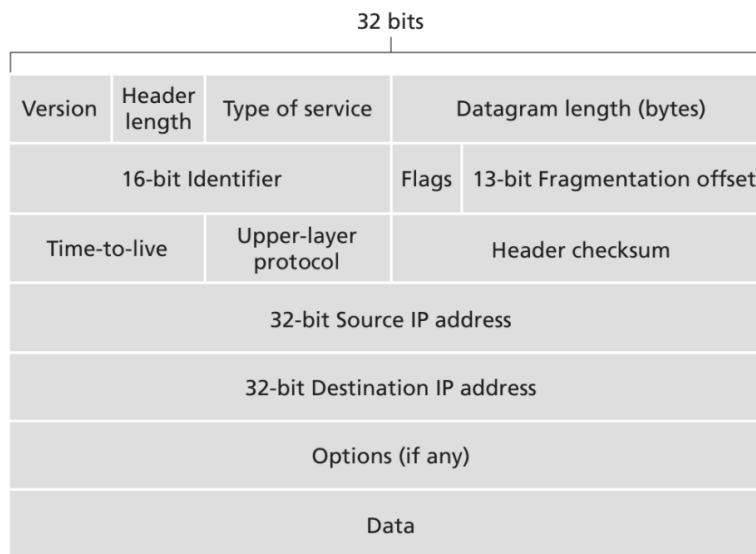 32 bits
Version
Header
length
Type of service
Datagram length (bytes)
16-bit Identifier
Flags
13-bit Fragmentation offset
Time-to-live
Upper-layer
protocol
Header checksum
32-bit Source IP address
32-bit Destination IP address
Options (if any)
Data